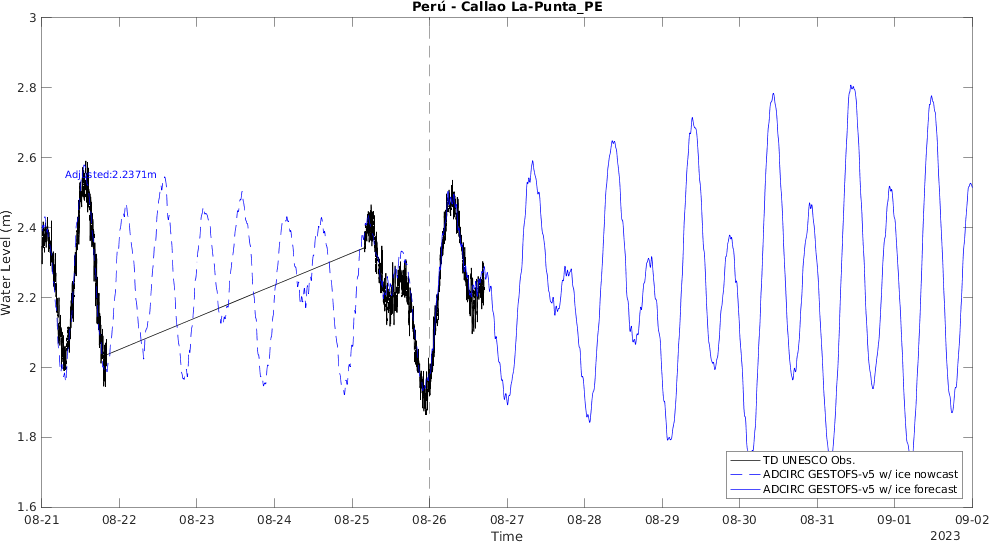 Perú - Callao La-Punta_PE
3
2.8
2.6
2.4
2.2
2
1.8
1.6
Water Level (m)
Adjusted:2.2371m
TD UNESCO Obs.
ADCIRC GESTOFS-v5 w/ ice nowcast
ADCIRC GESTOFS-v5 w/ ice forecast
08-21 08-22 08-23 08-24 08-25 08-26 08-27 08-28 08-29 08-30 08-31 09-01 09-02
Time
2023